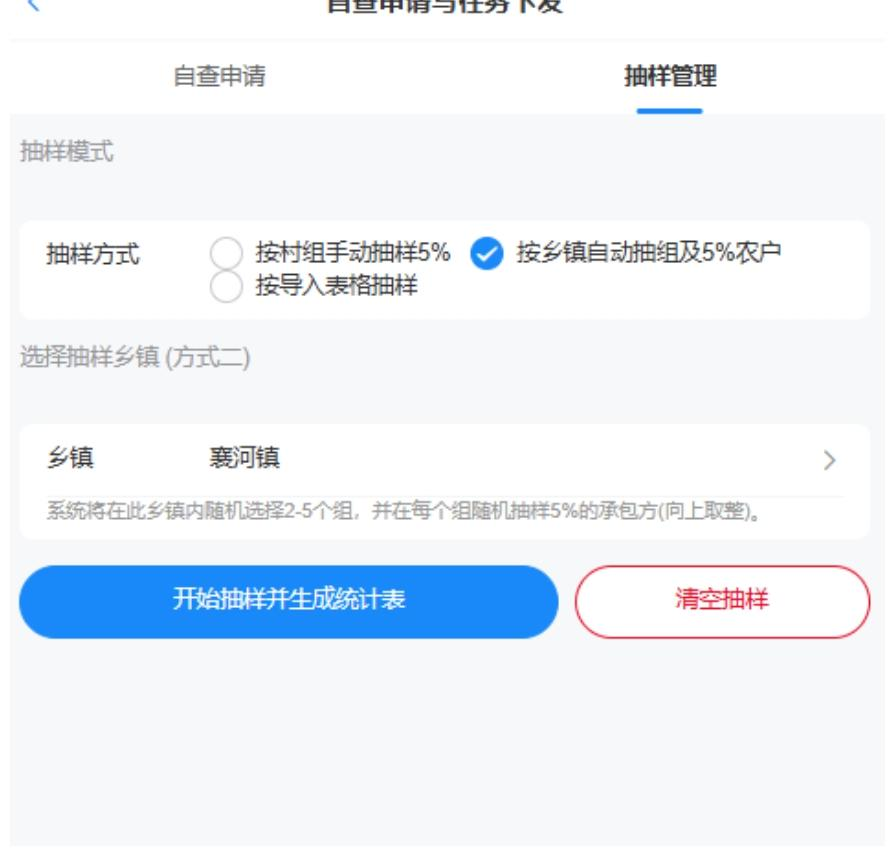 自查申请与任务下发
自查申请
抽样管理
抽样模式
抽样方式
按村组手动抽样5%
按乡镇自动抽组及5%农户
按导入表格抽样
选择抽样乡镇 (方式二)
乡镇
襄河镇
系统将在此乡镇内随机选择2-5个组，并在每个组随机抽样5%的承包方(向上取整)。
开始抽样并生成统计表
清空抽样